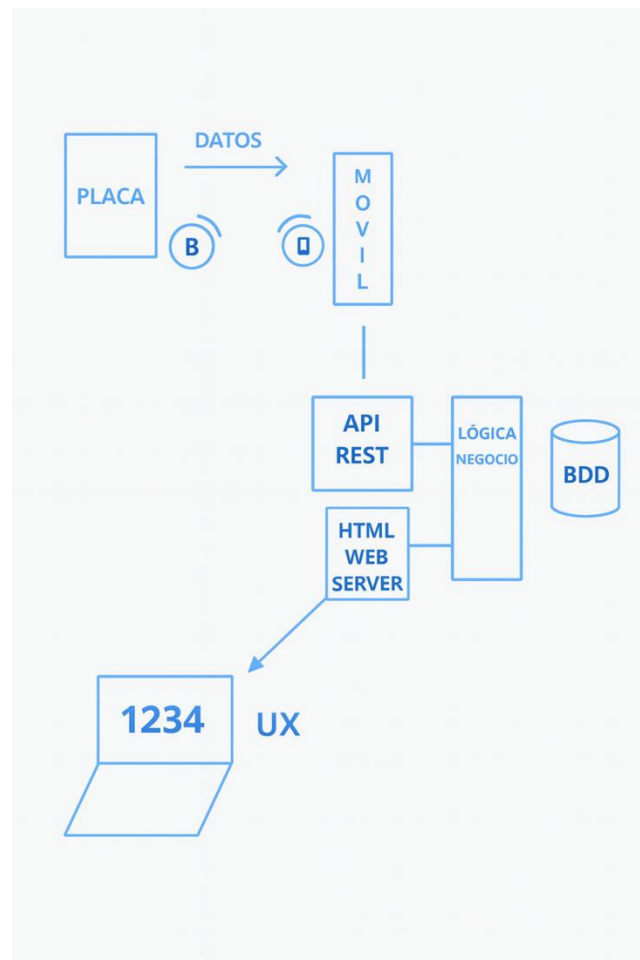 DATOS
PLACA
B
M
O
V
I
L
API
REST
LÓGICA
NEGOCIO
BDD
HTML
WEB
SERVER
1234
UX